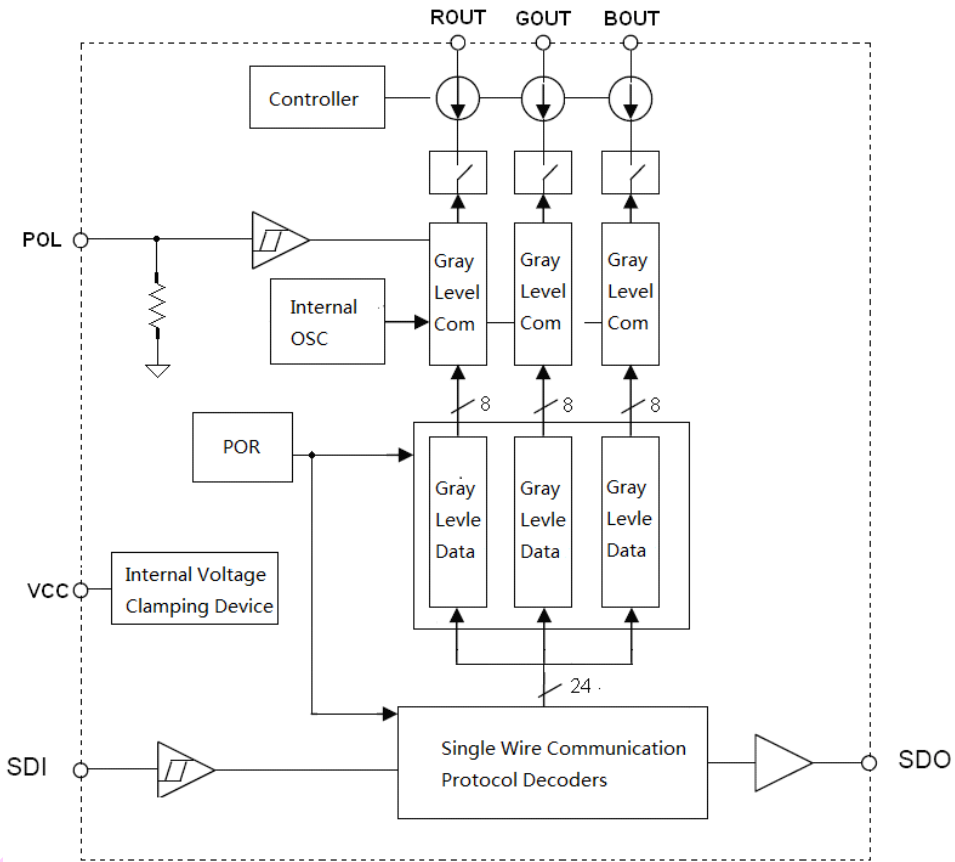 ROUT GOUT BOUT
Controller
POL
Gray
Level
Com
Gray
Level
Com
Gray
Level
Com
Internal
OSC
8
8
8
POR
Gray
Levle
Data
Gray
Levle
Data
Gray
Levle
Data
VCC
Internal Voltage
Clamping Device
24
SDI
Single Wire Communication
Protocol Decoders
SDO